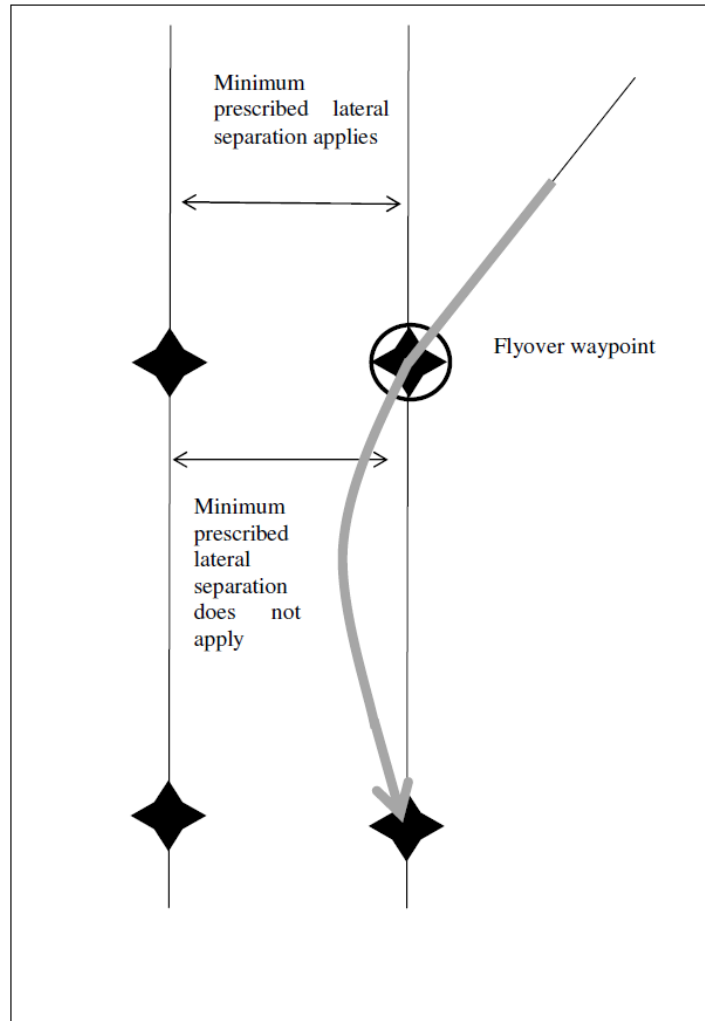 Minimum
prescribed lateral
separation applies
Flyover waypoint
Minimum
prescribed
lateral
separation
does not
apply